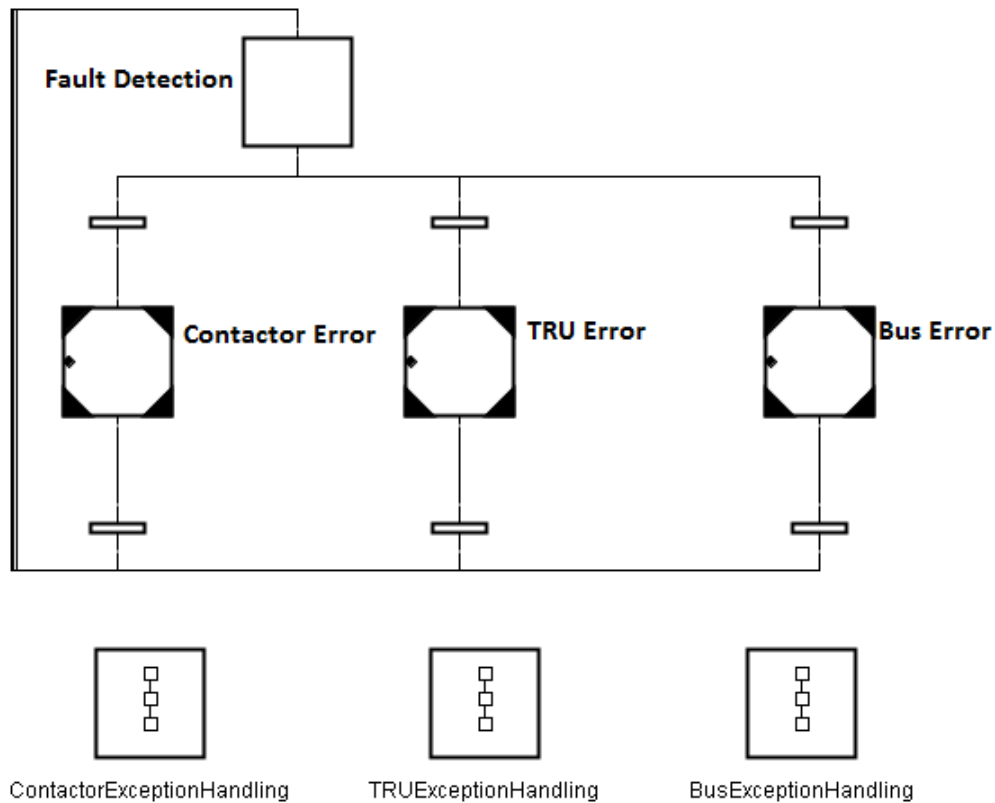 Fault Detection
Contactor Error
TRU Error
Bus Error
ContactorExceptionHandling
TRUExceptionHandling
BusExceptionHandling